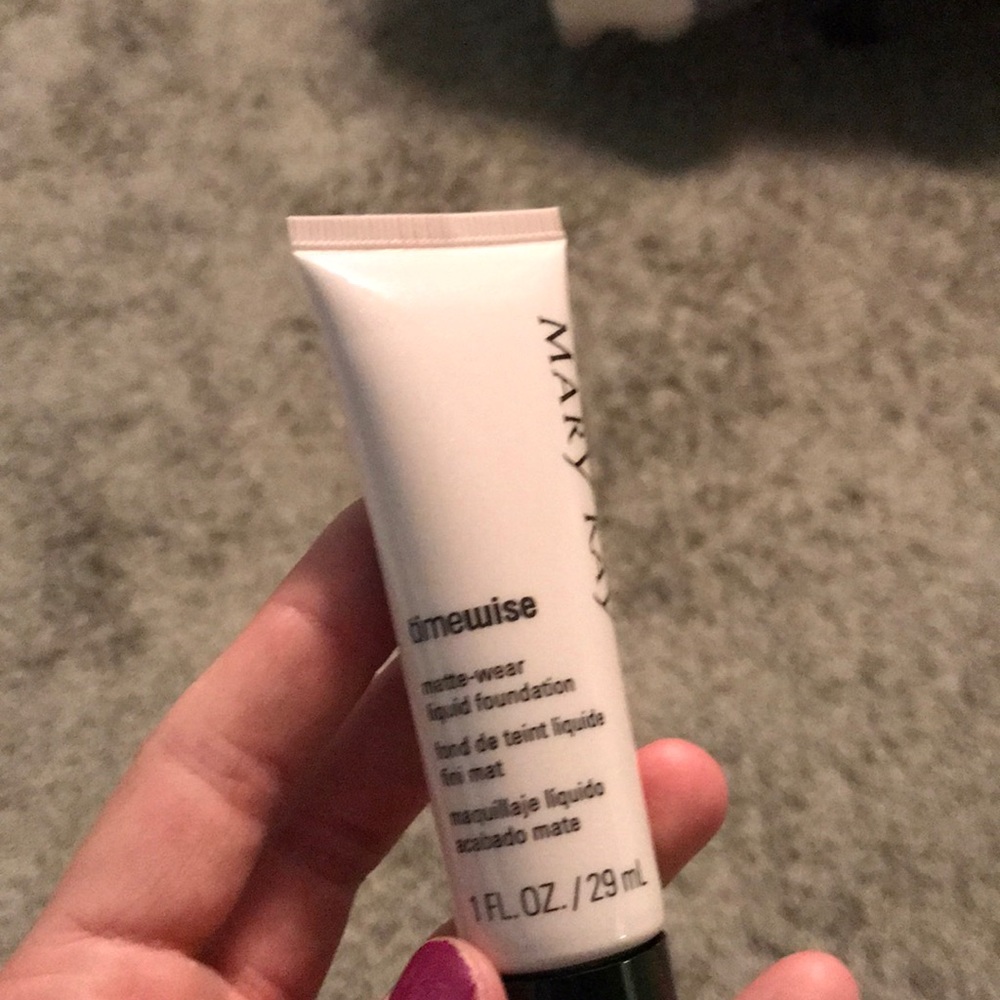 MARY KAY
timewise
matte-wear
liquid foundation
fond de teint liquide
fini mat
maquillaje líquido
acabado mate
1 FL. OZ. / 29 mL